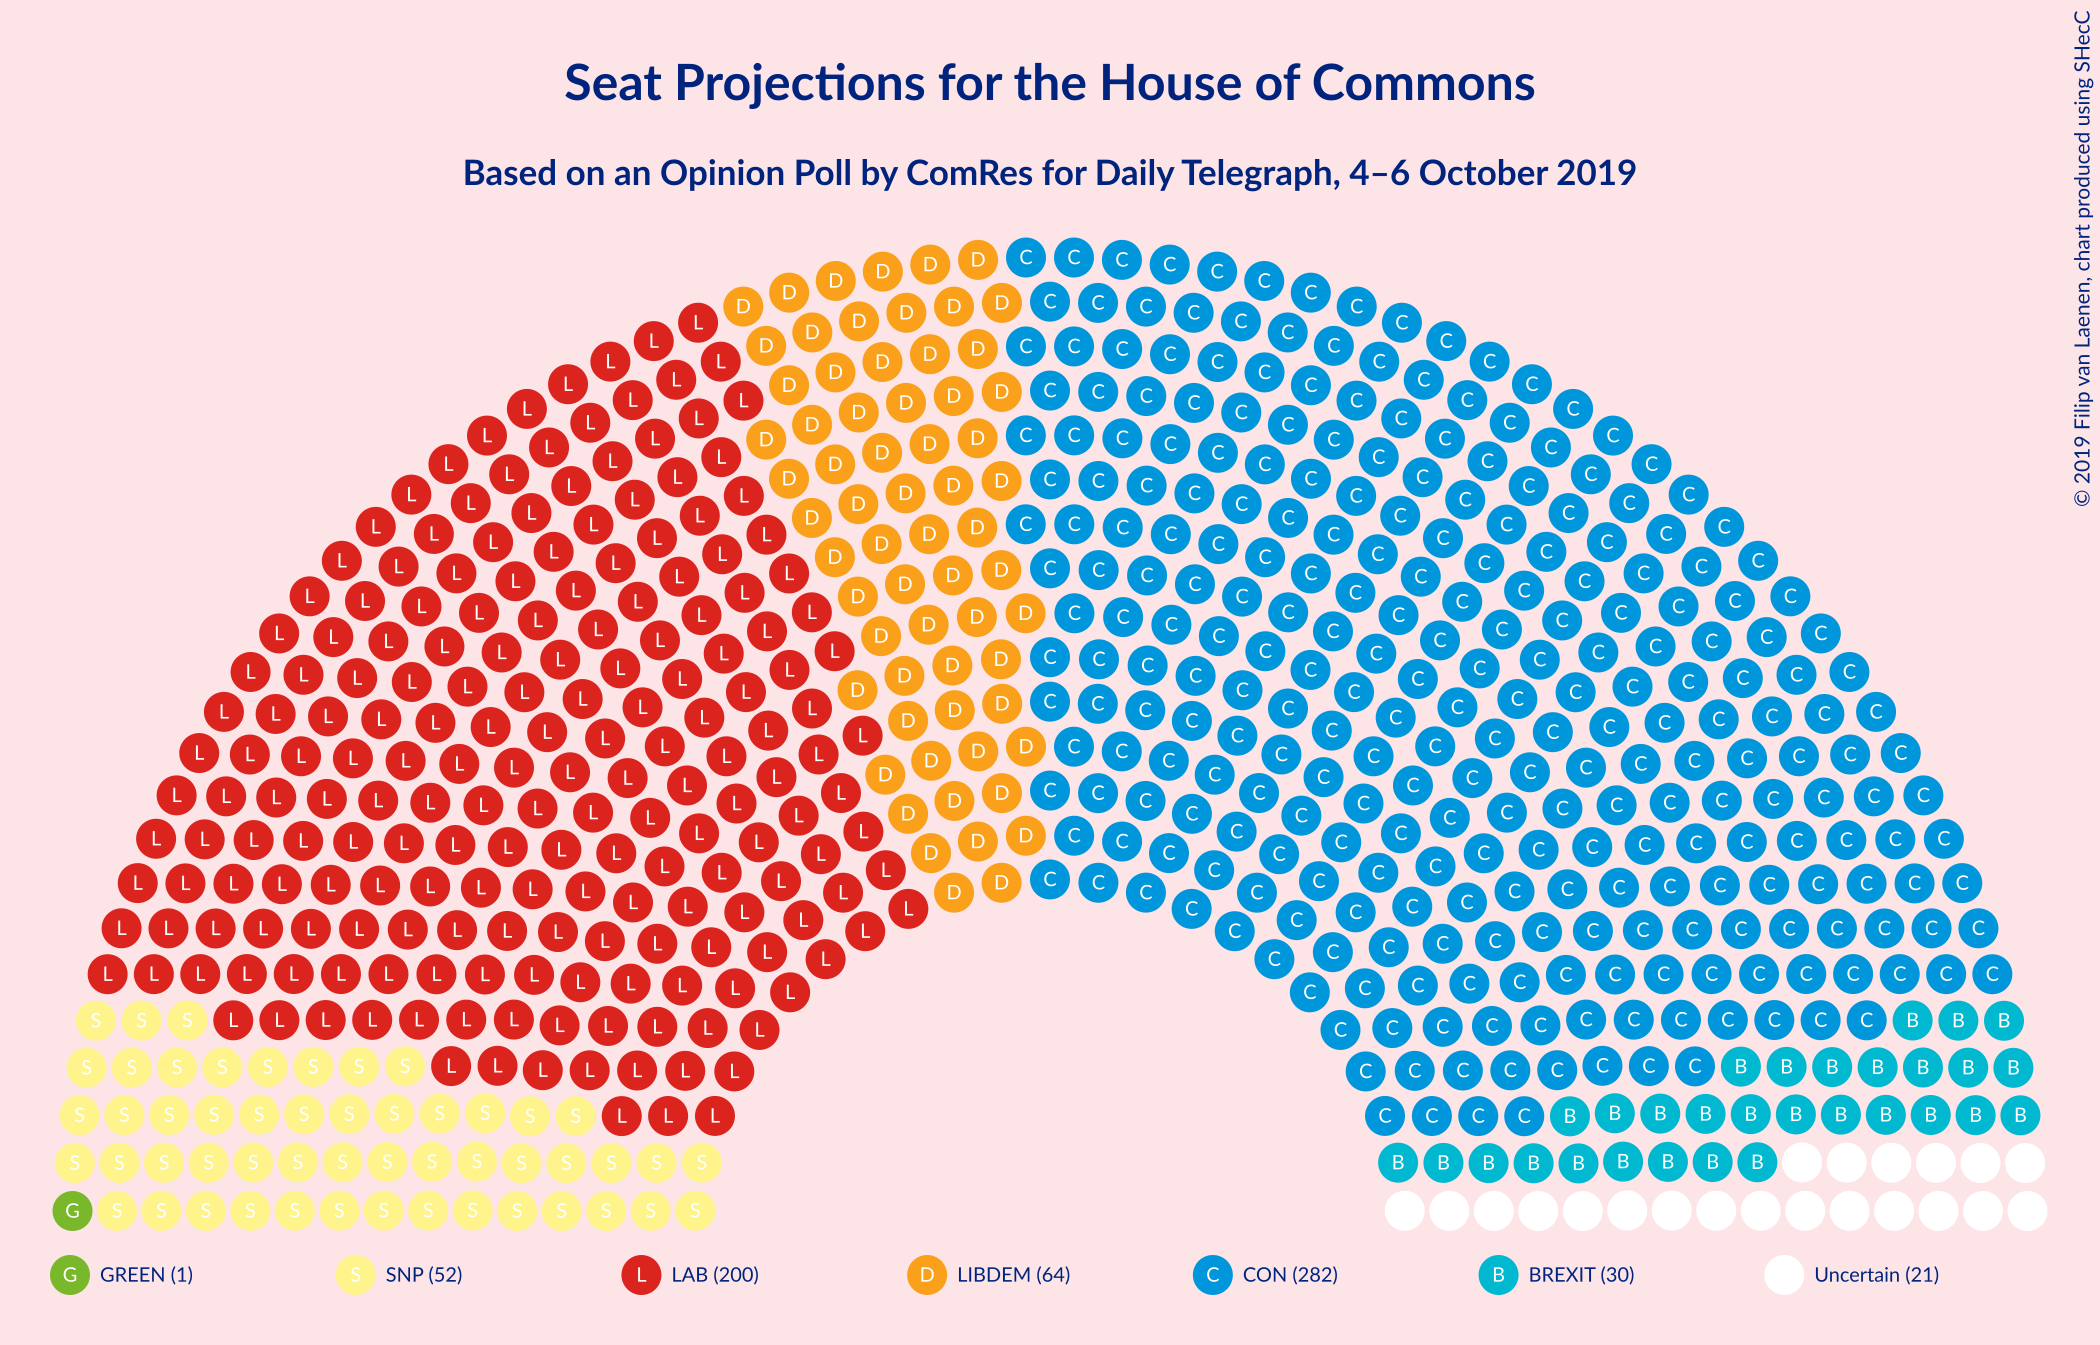 Seat Projections for the House of Commons
Based on an Opinion Poll by ComRes for Daily Telegraph, 4–6 October 2019
© 2019 Filip van Laenen, chart produced using SHecC
G GREEN (1)
S SNP (52)
L LAB (200)
D LIBDEM (64)
C CON (282)
B BREXIT (30)
Uncertain (21)